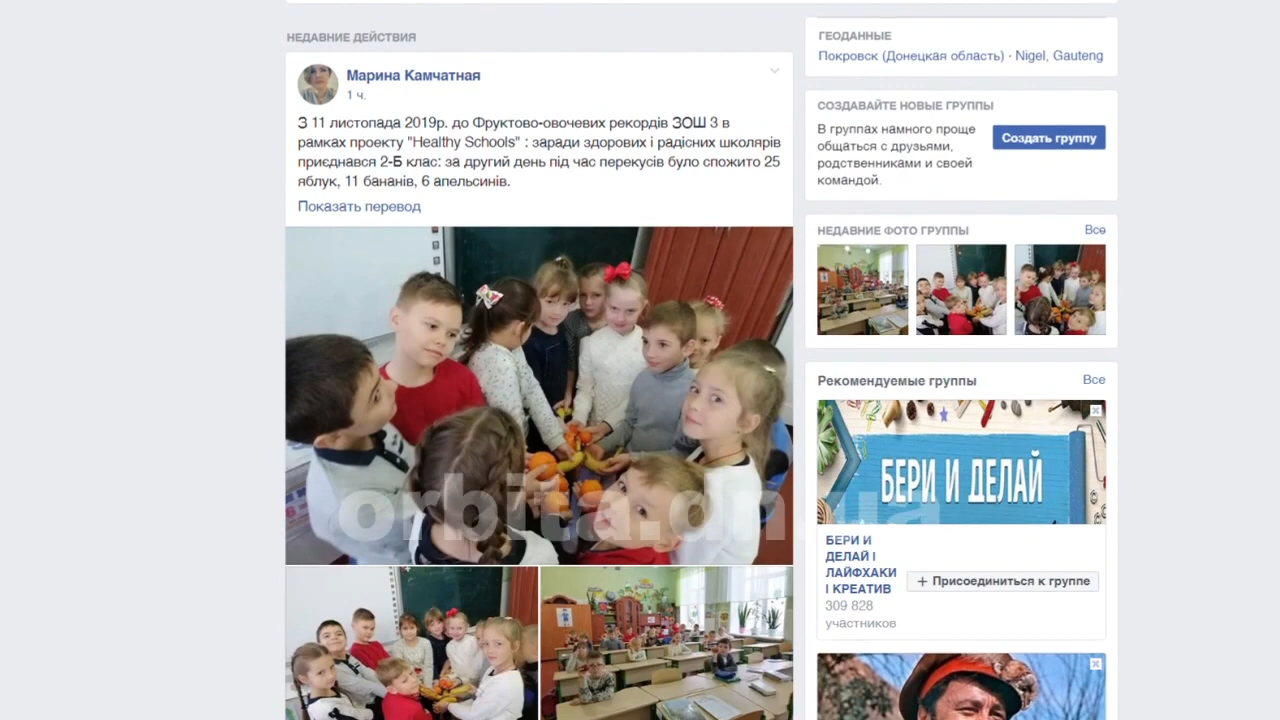 НЕДАВНИЕ ДЕЙСТВИЯ
Марина Камчатная
1 ч.
З 11 листопада 2019р. до Фруктово-овочевих рекордів ЗОШ 3 в
рамках проекту "Healthy Schools" : заради здорових і радісних школярів
приєднався 2-Б клас: за другий день під час перекусів було спожито 25
яблук, 11 бананів, 6 апельсинів.
Показать перевод
orbita.dn.ua
ГЕОДАННЫЕ
Покровск (Донецкая область) · Nigel, Gauteng
СОЗДАВАЙТЕ НОВЫЕ ГРУППЫ
В группах намного проще
общаться с друзьями,
родственниками и своей
командой.
Создать группу
НЕДАВНИЕ ФОТО ГРУППЫ
Все
Рекомендуемые группы
Все
БЕРИ И ДЕЛАЙ
БЕРИ И
ДЕЛАЙ I
ЛАЙФХАКИ
I КРЕАТИВ
309 828
участников
+ Присоединиться к группе